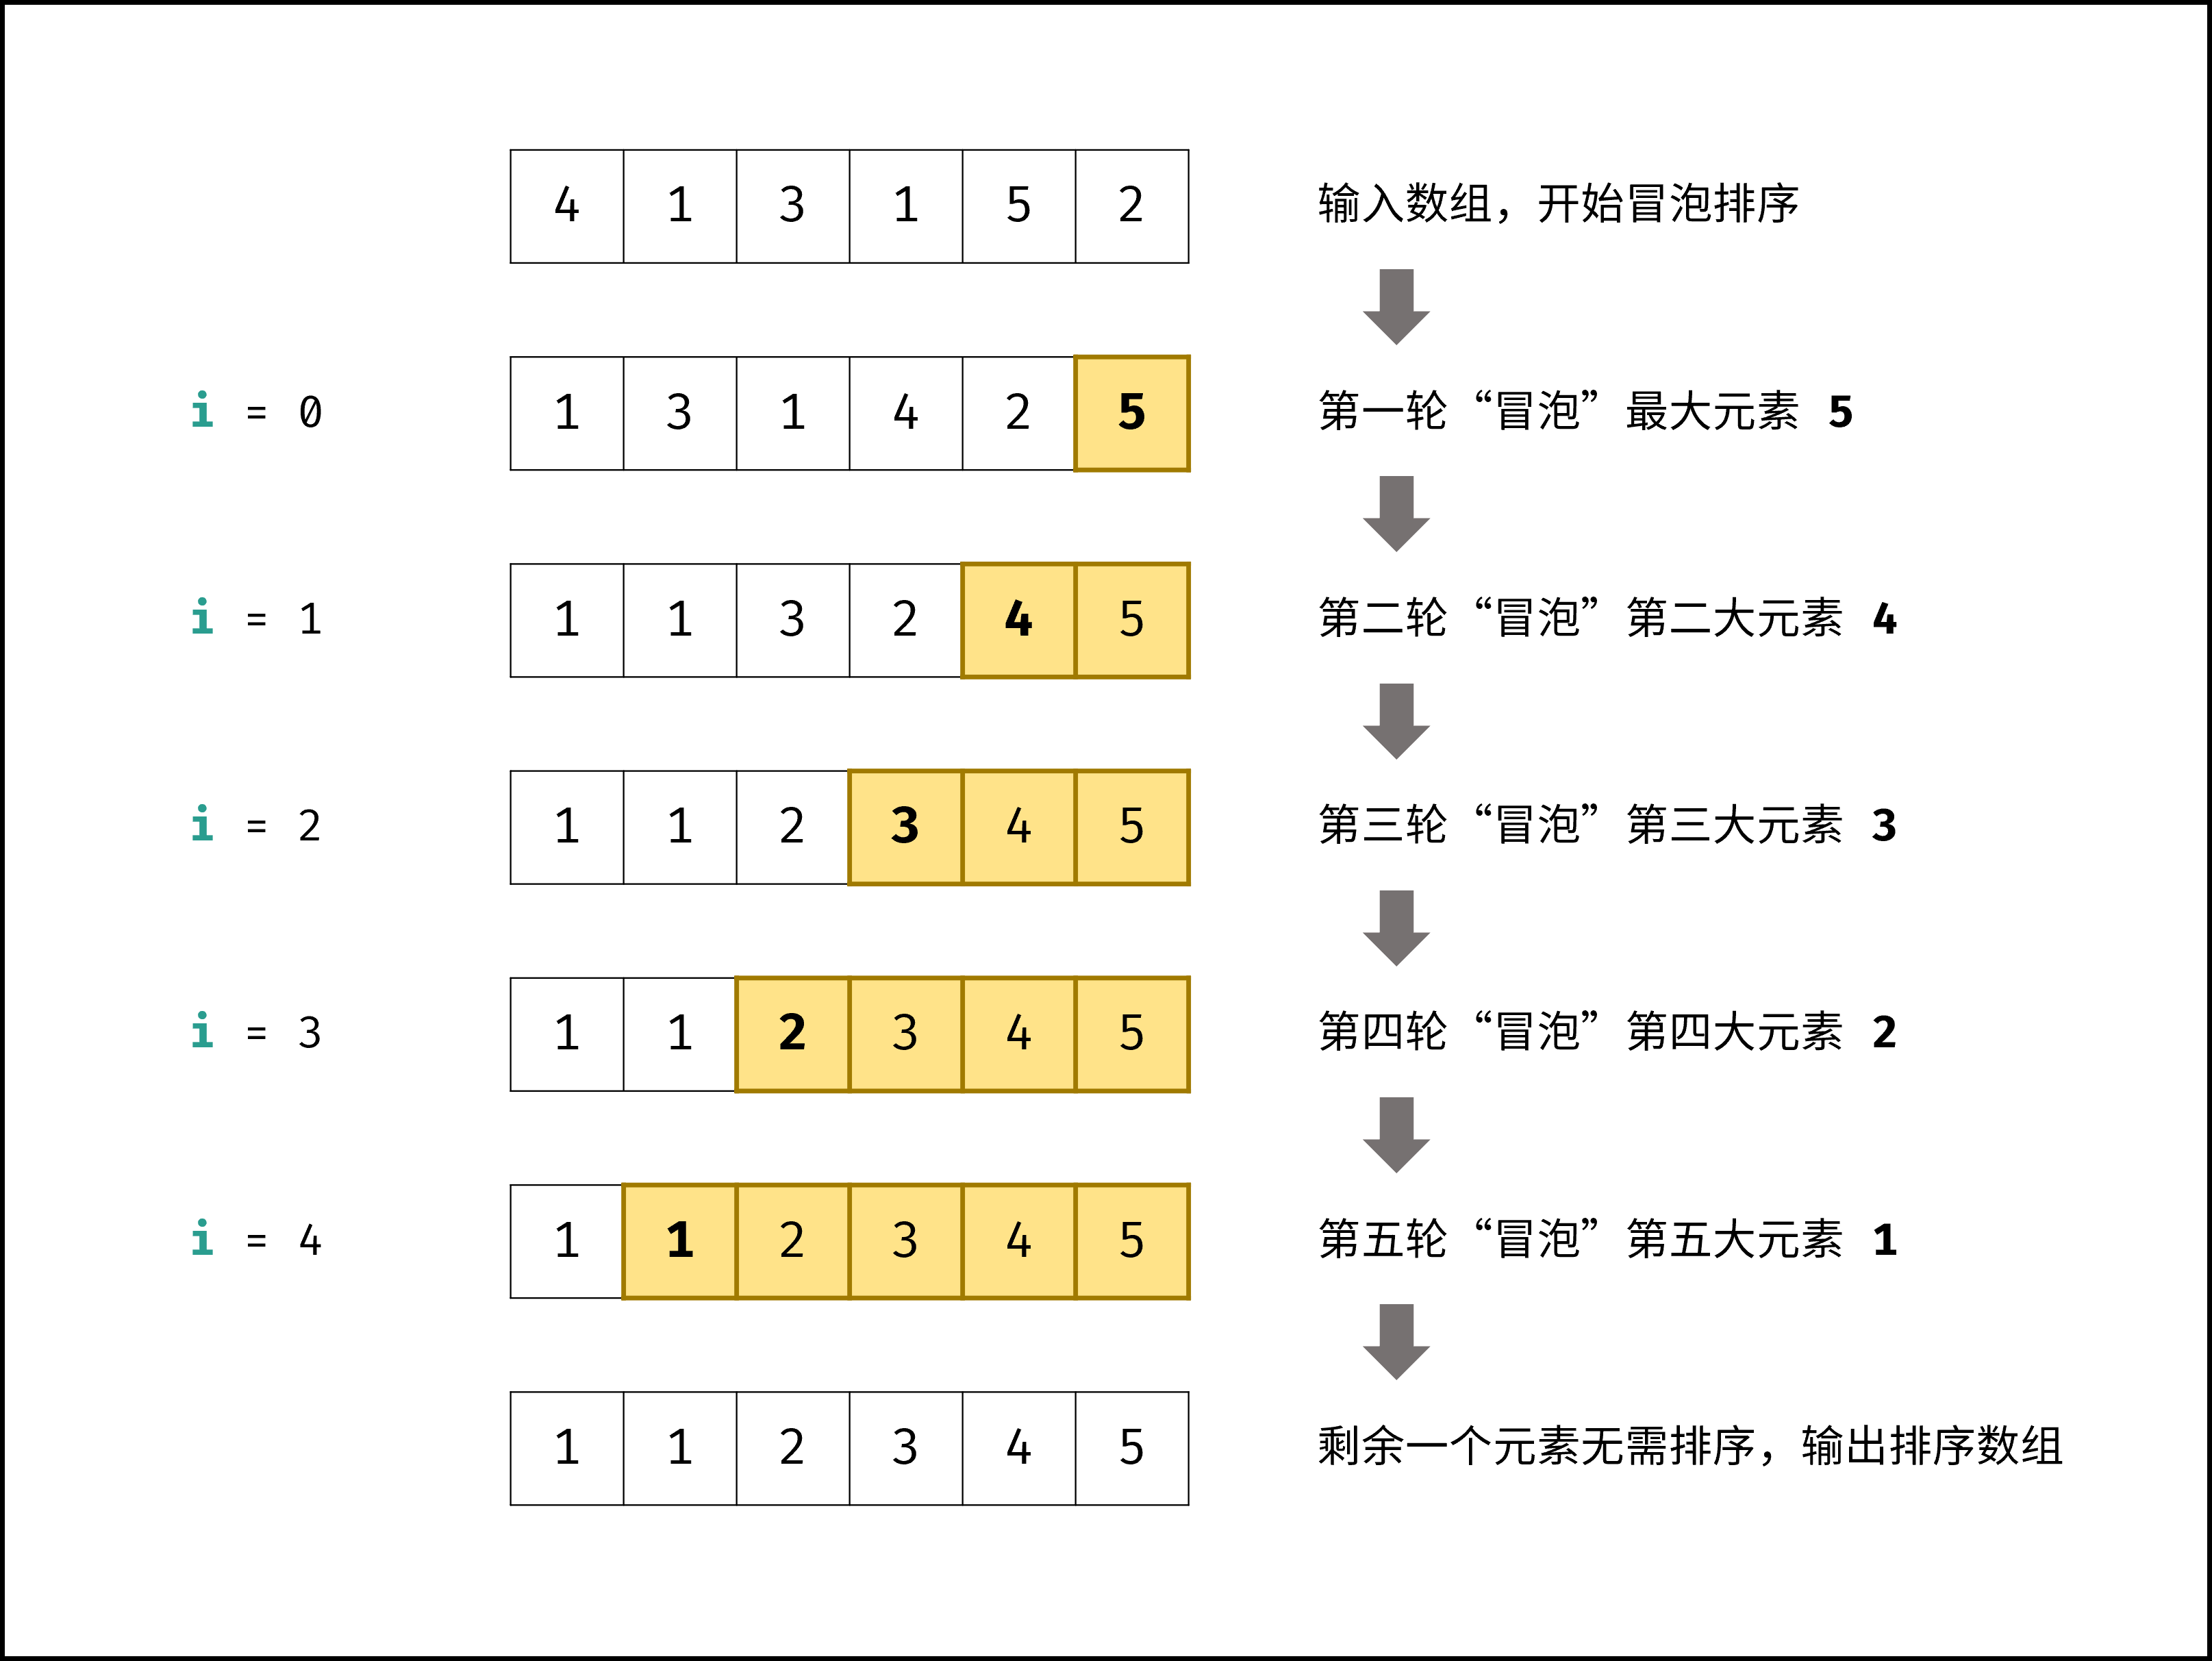 4 1 3 1 5 2 输入数组，开始冒泡排序
i = 0 1 3 1 4 2 5 第一轮“冒泡”最大元素 5
i = 1 1 1 3 2 4 5 第二轮“冒泡”第二大元素 4
i = 2 1 1 2 3 4 5 第三轮“冒泡”第三大元素 3
i = 3 1 1 2 3 4 5 第四轮“冒泡”第四大元素 2
i = 4 1 1 2 3 4 5 第五轮“冒泡”第五大元素 1
1 1 2 3 4 5 剩余一个元素无需排序，输出排序数组